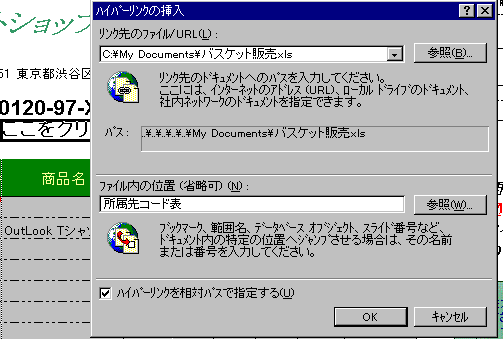 ハイパーリンクの挿入
ショップ
リンク先のファイル/URL(L):
C:¥My Documents¥バスケット販売xls
参照(B)...
51 東京都渋谷区
リンク先のドキュメントへのパスを入力してください。
ここには、インターネットのアドレス(URL)、ローカル ドライブのドキュメント、
社内ネットワークのドキュメントを指定できます。
0120-97-
ここをクリ
パス:
.¥.¥.¥.¥.¥My Documents¥バスケット販売xls
商品名
ファイル内の位置(省略可)(N):
所属先コード表
参照(W)...
OutLook Tシャ
ブックマーク、範囲名、データベース オブジェクト、スライド番号など、
ドキュメント内の特定の位置へジャンプさせる場合は、その名前
または番号を入力してください。
ハイパーリンクを相対パスで指定する(U)
OK
キャンセル